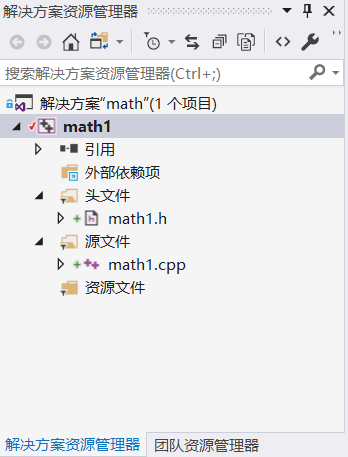 解决方案资源管理器
搜索解决方案资源管理器(Ctrl+;)
解决方案“math”(1 个项目)
math1
引用
外部依赖项
头文件
math1.h
源文件
math1.cpp
资源文件
解决方案资源管理器 团队资源管理器